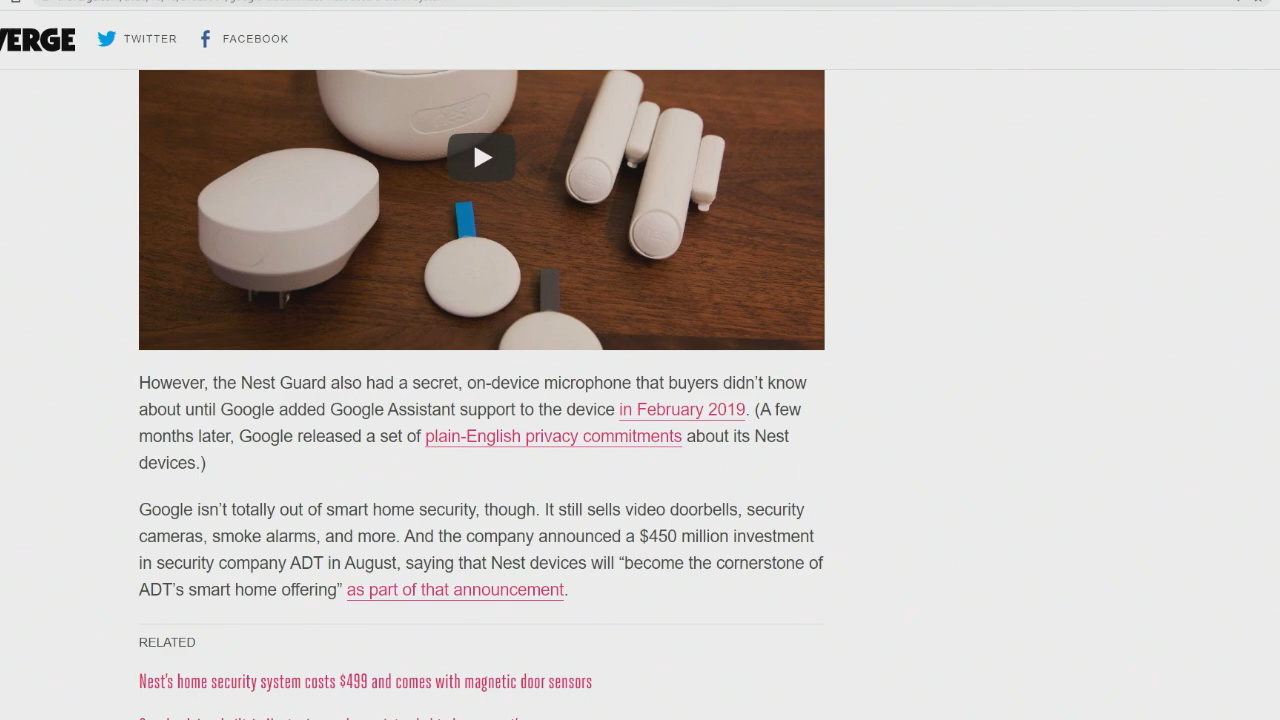 VERGE
TWITTER
FACEBOOK
nest
However, the Nest Guard also had a secret, on-device microphone that buyers didn’t know
about until Google added Google Assistant support to the device in February 2019. (A few
months later, Google released a set of plain-English privacy commitments about its Nest
devices.)
Google isn’t totally out of smart home security, though. It still sells video doorbells, security
cameras, smoke alarms, and more. And the company announced a $450 million investment
in security company ADT in August, saying that Nest devices will “become the cornerstone of
ADT’s smart home offering” as part of that announcement.
RELATED
Nest's home security system costs $499 and comes with magnetic door sensors